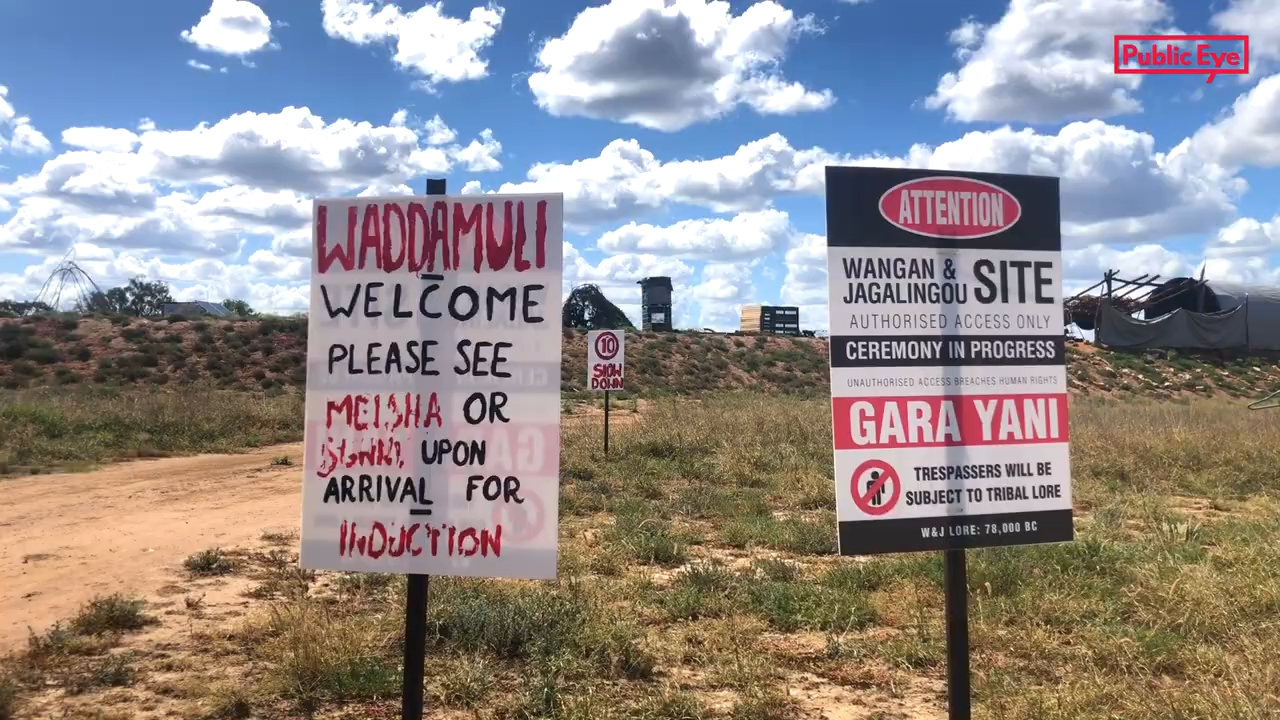 Public Eye
WADDAMULI
WELCOME
PLEASE SEE
MEISHA OR
UPON
ARRIVAL FOR
INDUCTION
10
SLOW
DOWN
ATTENTION
WANGAN &
JAGALINGOU SITE
AUTHORISED ACCESS ONLY
CEREMONY IN PROGRESS
UNAUTHORISED ACCESS BREACHES HUMAN RIGHTS
GARA YANI
TRESPASSERS WILL BE
SUBJECT TO TRIBAL LORE
W&J LORE: 78,000 BC